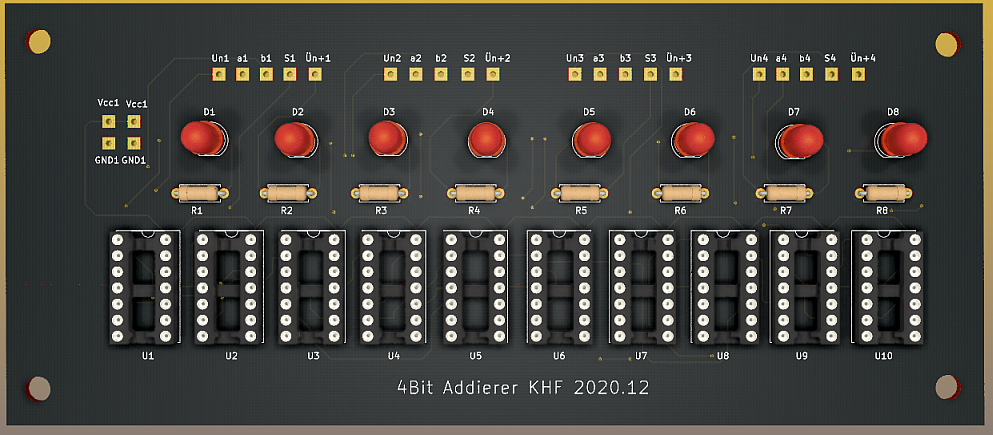 Un1 a1 b1 S1 Ün+1 Un2 a2 b2 S2 Ün+2 Un3 a3 b3 S3 Ün+3 Un4 a4 b4 S4 Ün+4
Vcc1 Vcc1
D1 D2 D3 D4 D5 D6 D7 D8
GND1 GND1
R1 R2 R3 R4 R5 R6 R7 R8
U1 U2 U3 U4 U5 U6 U7 U8 U9 U10
4Bit Addierer KHF 2020.12